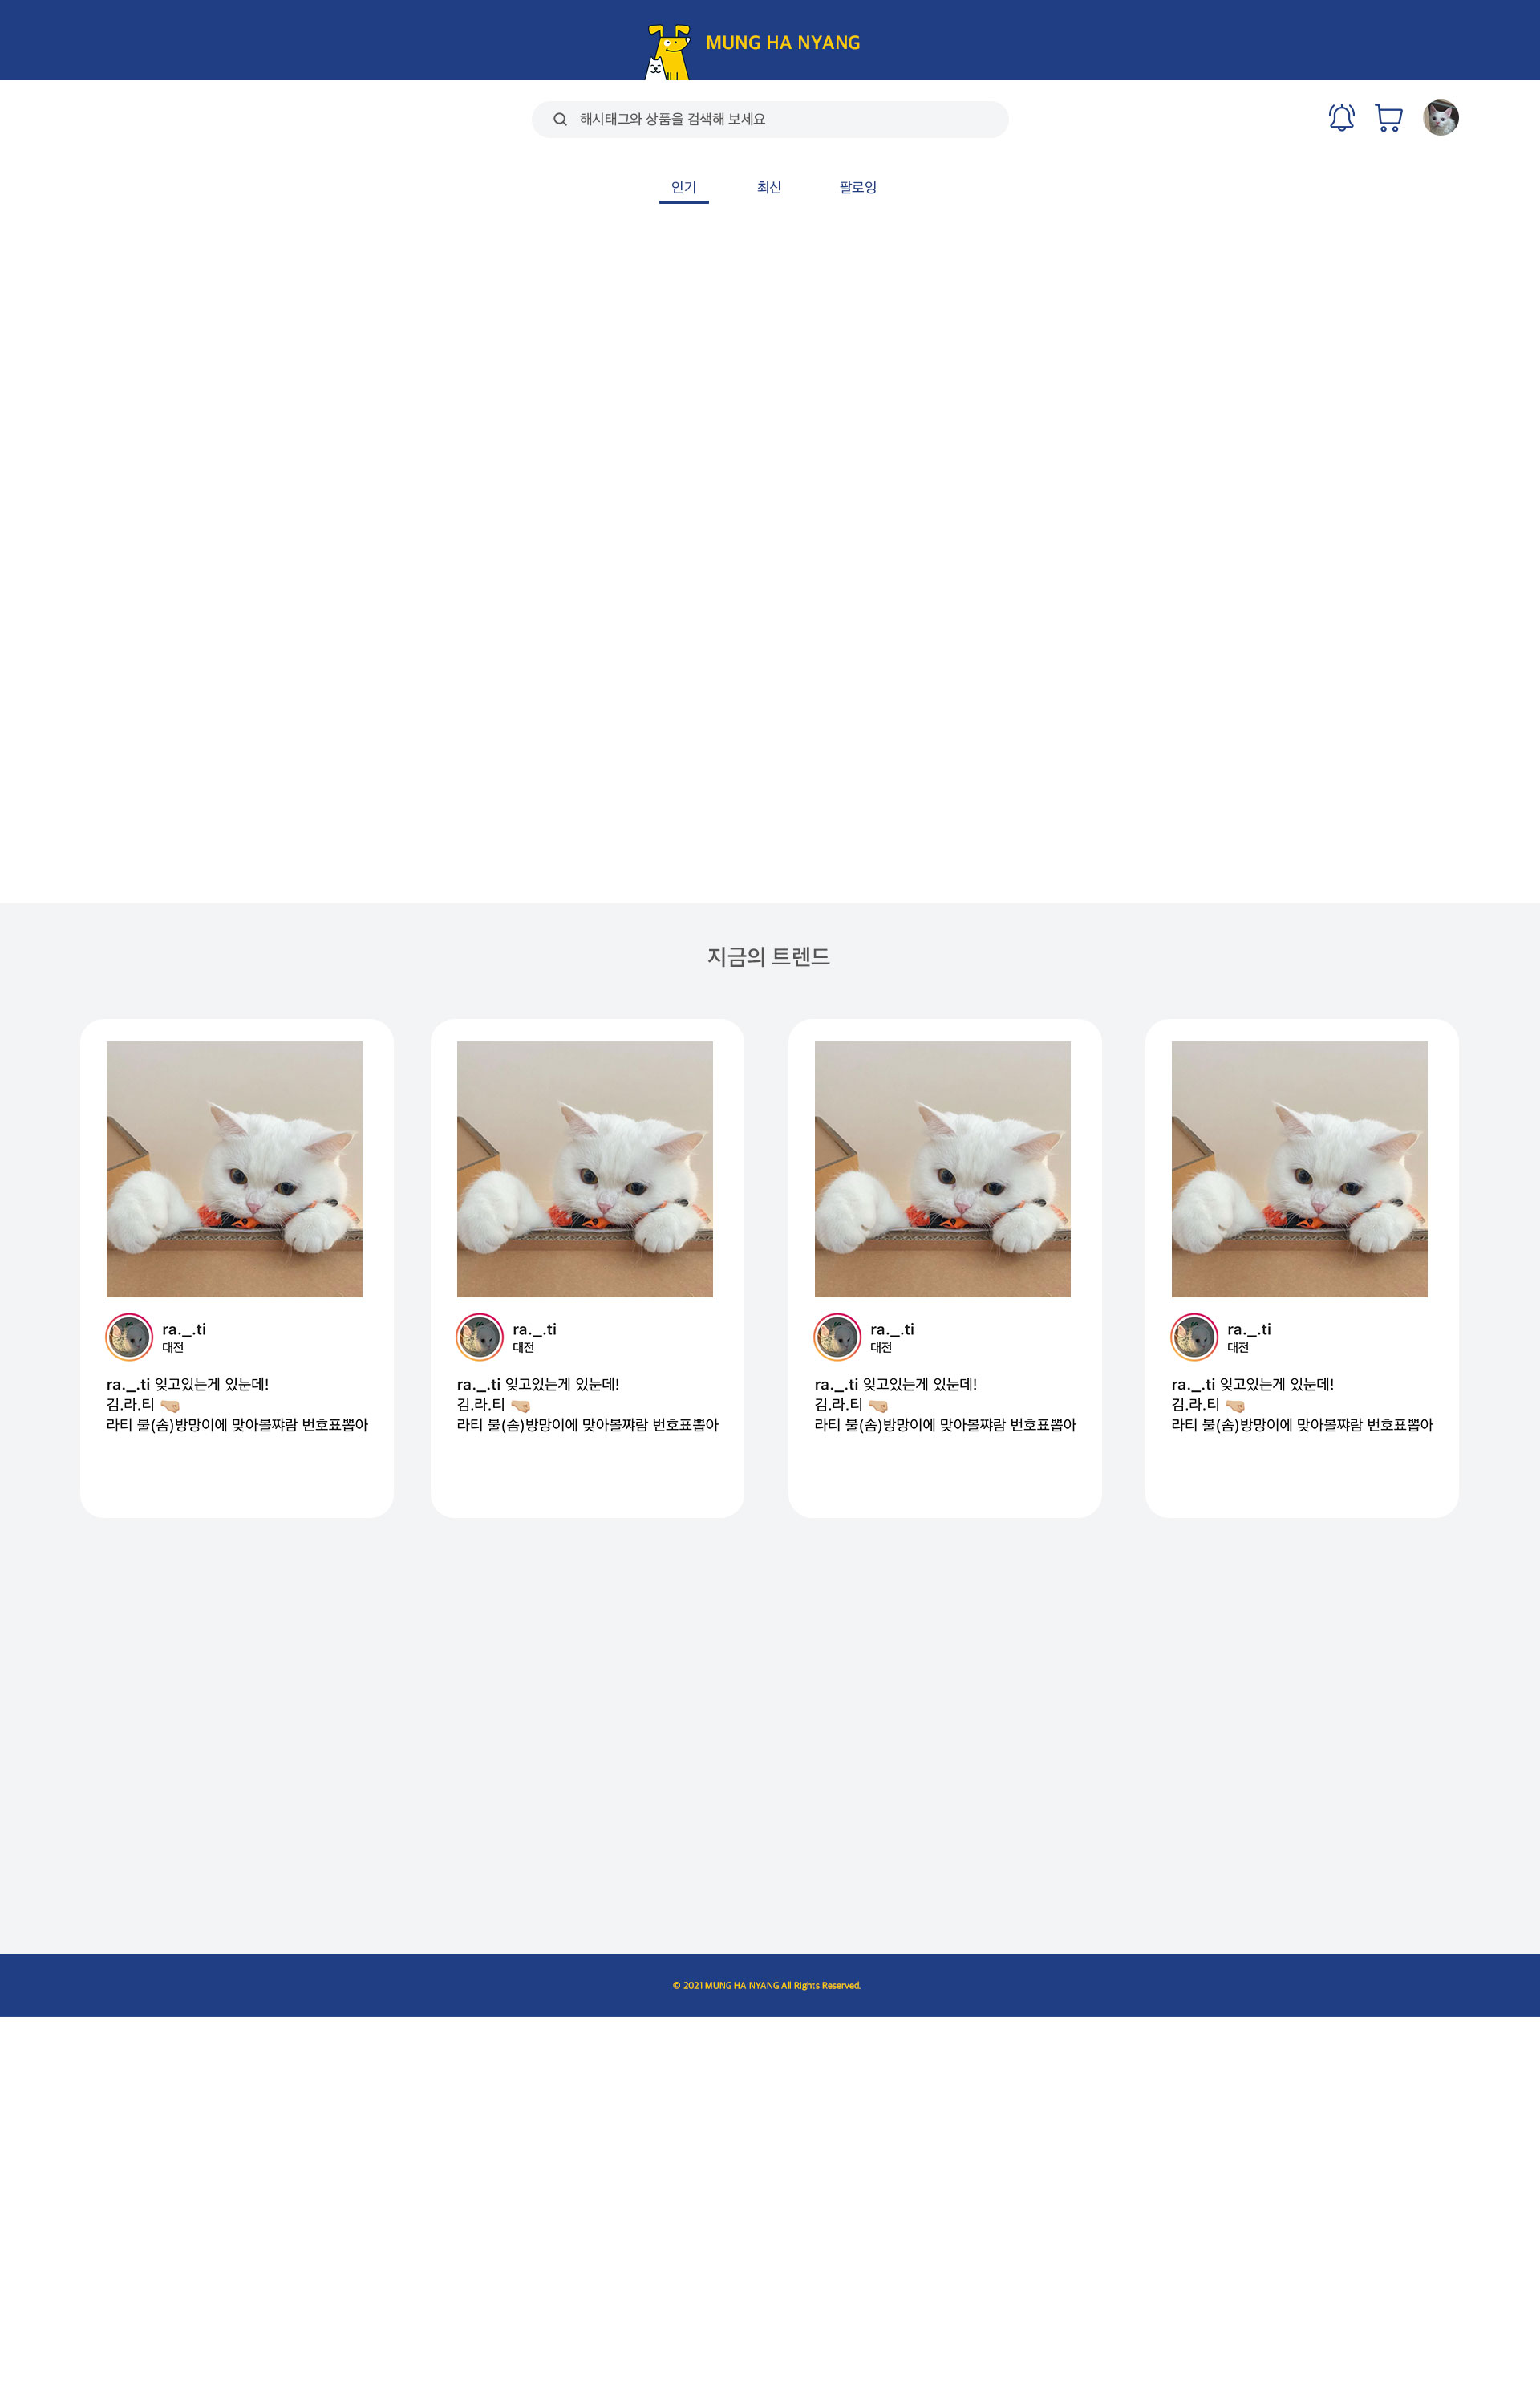 MUNG HA NYANG
해시태그와 상품을 검색해 보세요
인기 최신 팔로잉
지금의 트렌드
ra._.ti
대전
ra._.ti 잊고있는게 있눈데!
김.라.티 🤜🏼
라티 불(솜)방망이에 맞아볼쨔람 번호표뽑아
ra._.ti
대전
ra._.ti 잊고있는게 있눈데!
김.라.티 🤜🏼
라티 불(솜)방망이에 맞아볼쨔람 번호표뽑아
ra._.ti
대전
ra._.ti 잊고있는게 있눈데!
김.라.티 🤜🏼
라티 불(솜)방망이에 맞아볼쨔람 번호표뽑아
ra._.ti
대전
ra._.ti 잊고있는게 있눈데!
김.라.티 🤜🏼
라티 불(솜)방망이에 맞아볼쨔람 번호표뽑아
© 2021 MUNG HA NYANG All Rights Reserved.